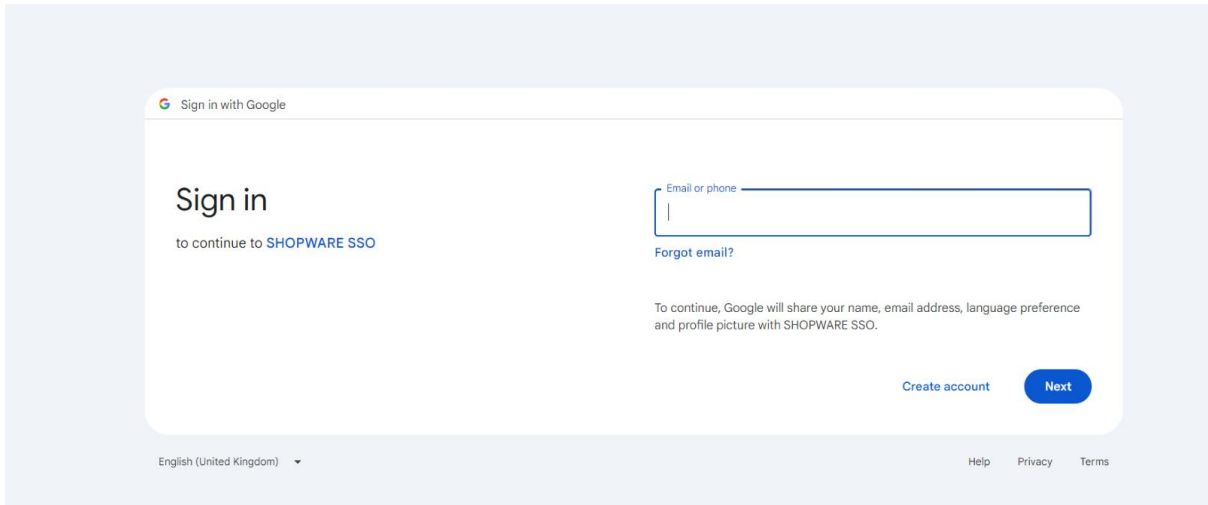 Sign in with Google
Sign in
to continue to SHOPWARE SSO
Email or phone
Forgot email?
To continue, Google will share your name, email address, language preference
and profile picture with SHOPWARE SSO.
Create account
Next
English (United Kingdom)
Help
Privacy
Terms